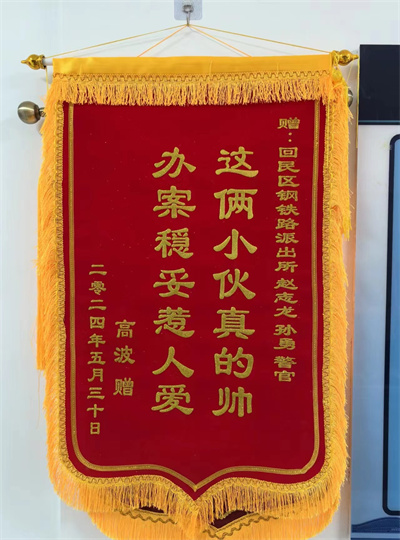 赠：回民区钢铁路派出所 赵志龙 孙勇 警官
这俩小伙真的帅
办案稳妥惹人爱
高波 赠
二零二四年五月三十日